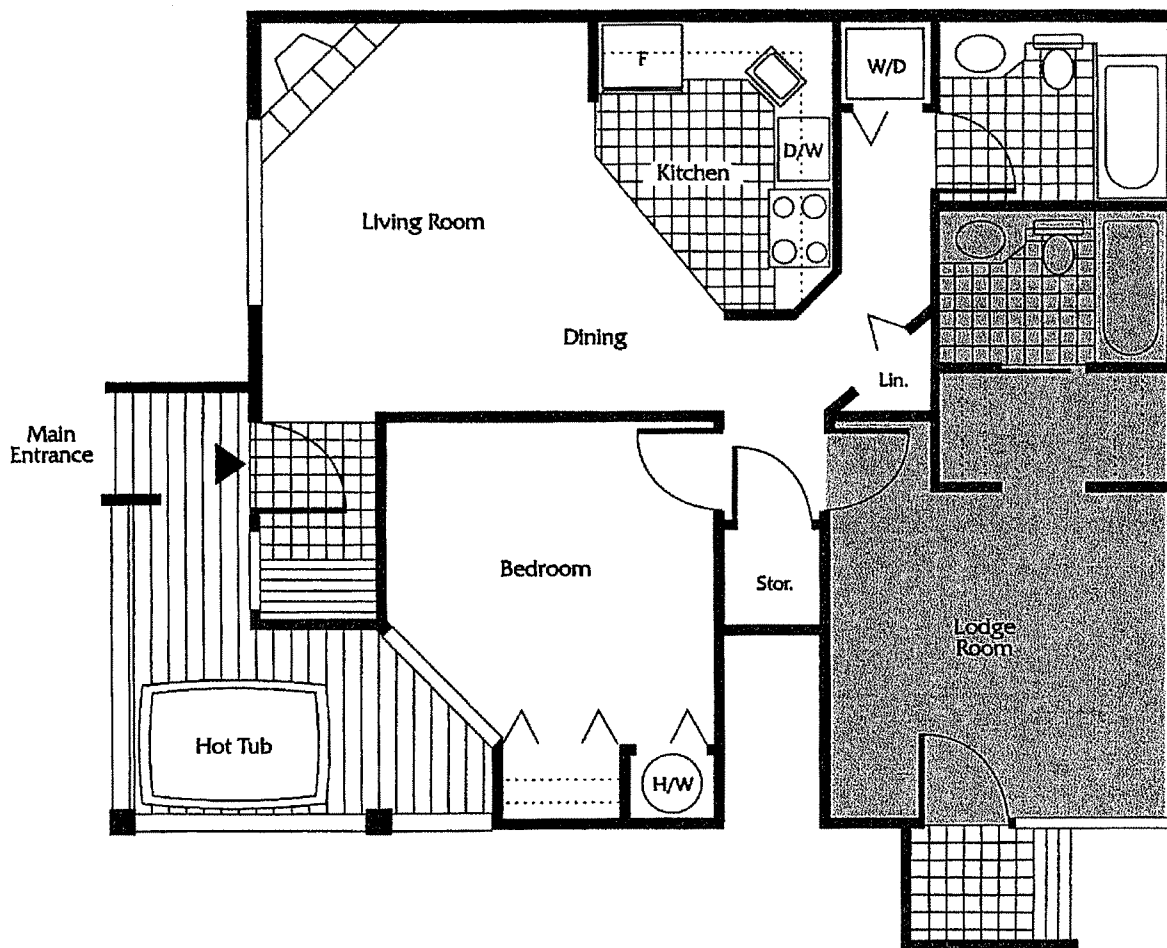 F
W/D
D/W
Kitchen
Living Room
Dining
Lin.
Main
Entrance
Bedroom
Stor.
Lodge
Room
Hot Tub
H/W